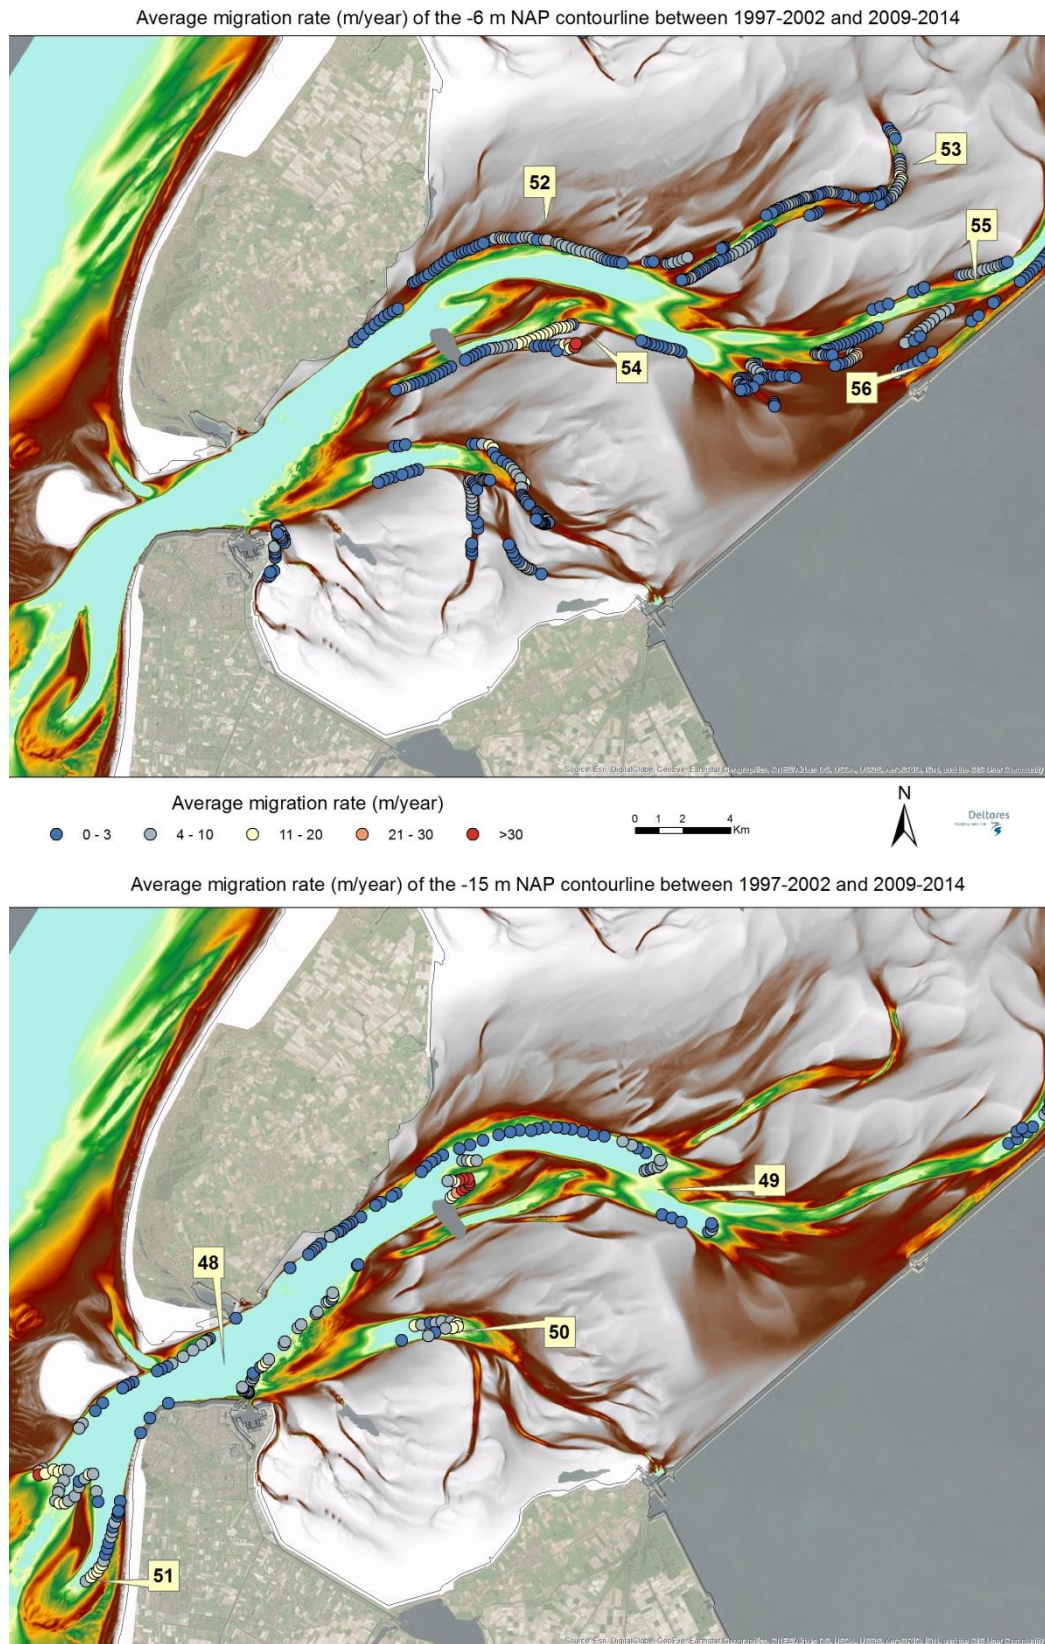 Average migration rate (m/year) of the -6 m NAP contourline between 1997-2002 and 2009-2014
53
52
55
54
56
Average migration rate (m/year)
0 - 3
4 - 10
11 - 20
21 - 30
>30
0 1 2 4
Km
N
Deltares
Average migration rate (m/year) of the -15 m NAP contourline between 1997-2002 and 2009-2014
49
48
50
51